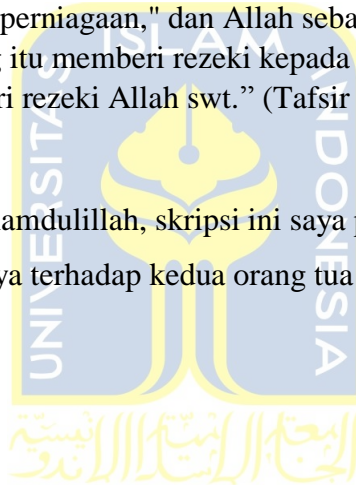 perniagaan," dan Allah seba
g itu memberi rezeki kepada
ri rezeki Allah swt.” (Tafsir
amdulillah, skripsi ini saya p
ya terhadap kedua orang tua
UNIVERSITAS ISLAM INDONESIA